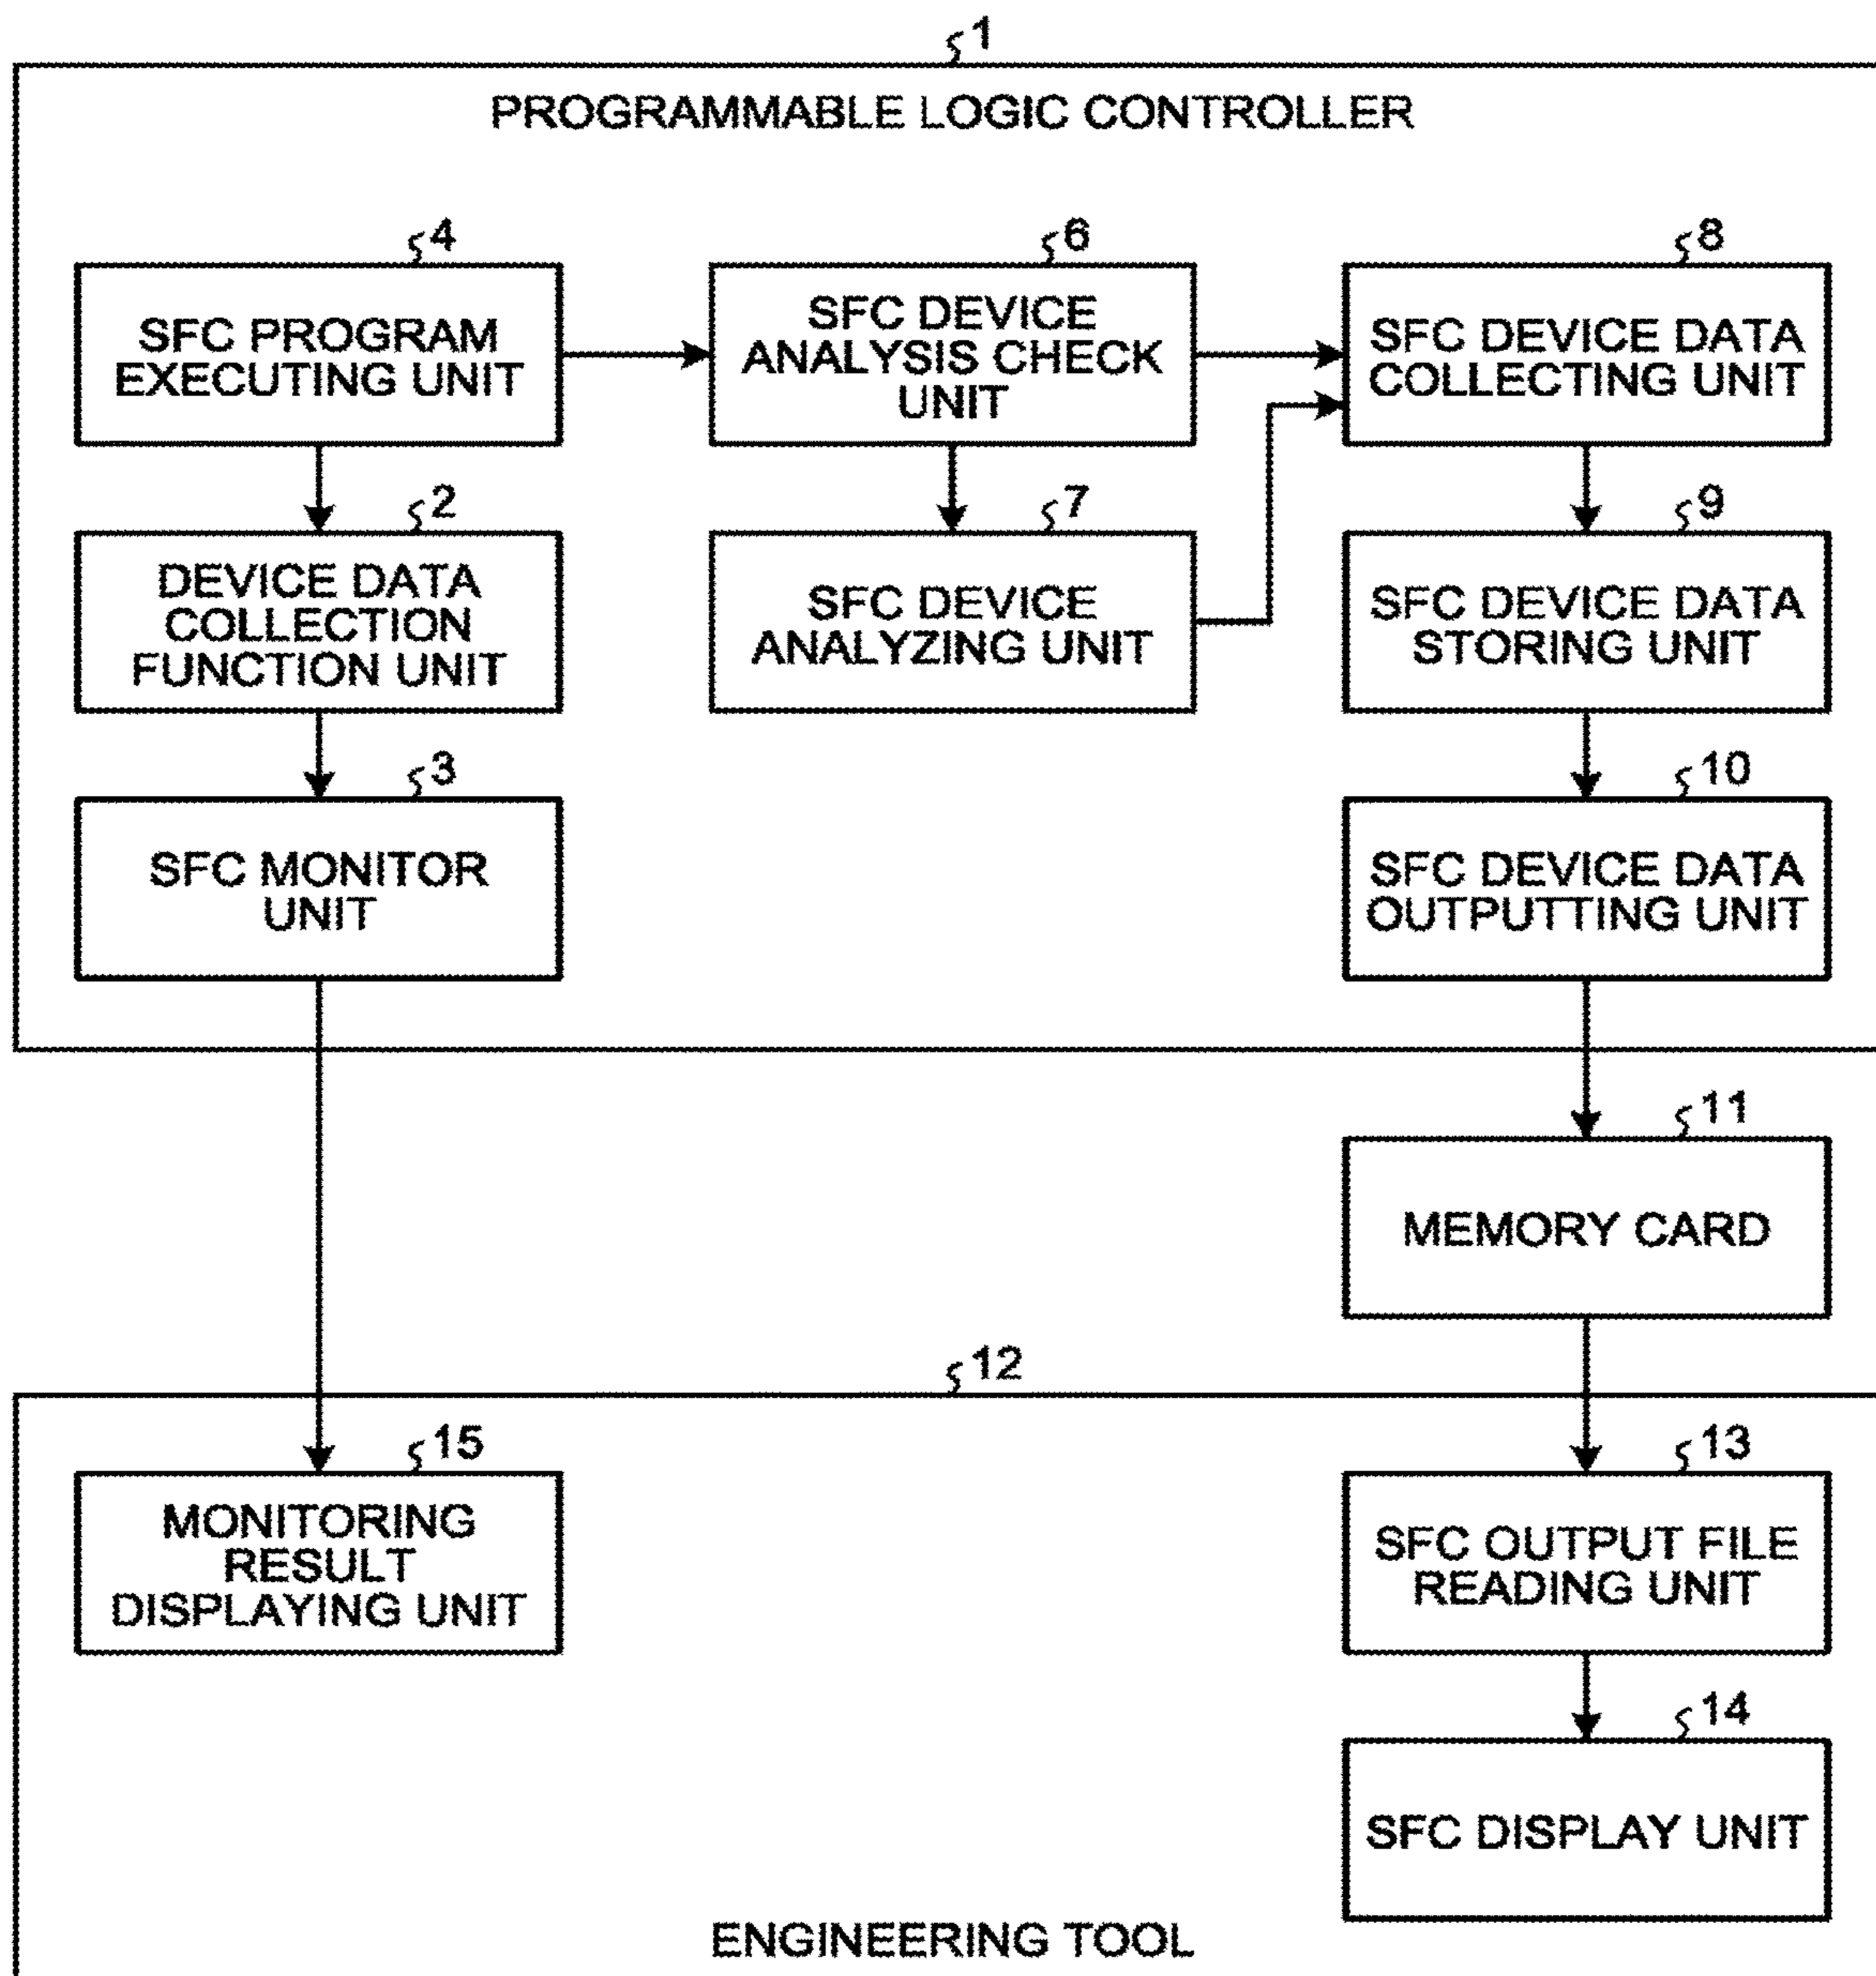 1
PROGRAMMABLE LOGIC CONTROLLER
4
SFC PROGRAM
EXECUTING UNIT
6
SFC DEVICE
ANALYSIS CHECK
UNIT
8
SFC DEVICE DATA
COLLECTING UNIT
2
DEVICE DATA
COLLECTION
FUNCTION UNIT
7
SFC DEVICE
ANALYZING UNIT
9
SFC DEVICE DATA
STORING UNIT
3
SFC MONITOR
UNIT
10
SFC DEVICE DATA
OUTPUTTING UNIT
11
MEMORY CARD
12
15
MONITORING
RESULT
DISPLAYING UNIT
13
SFC OUTPUT FILE
READING UNIT
14
SFC DISPLAY UNIT
ENGINEERING TOOL